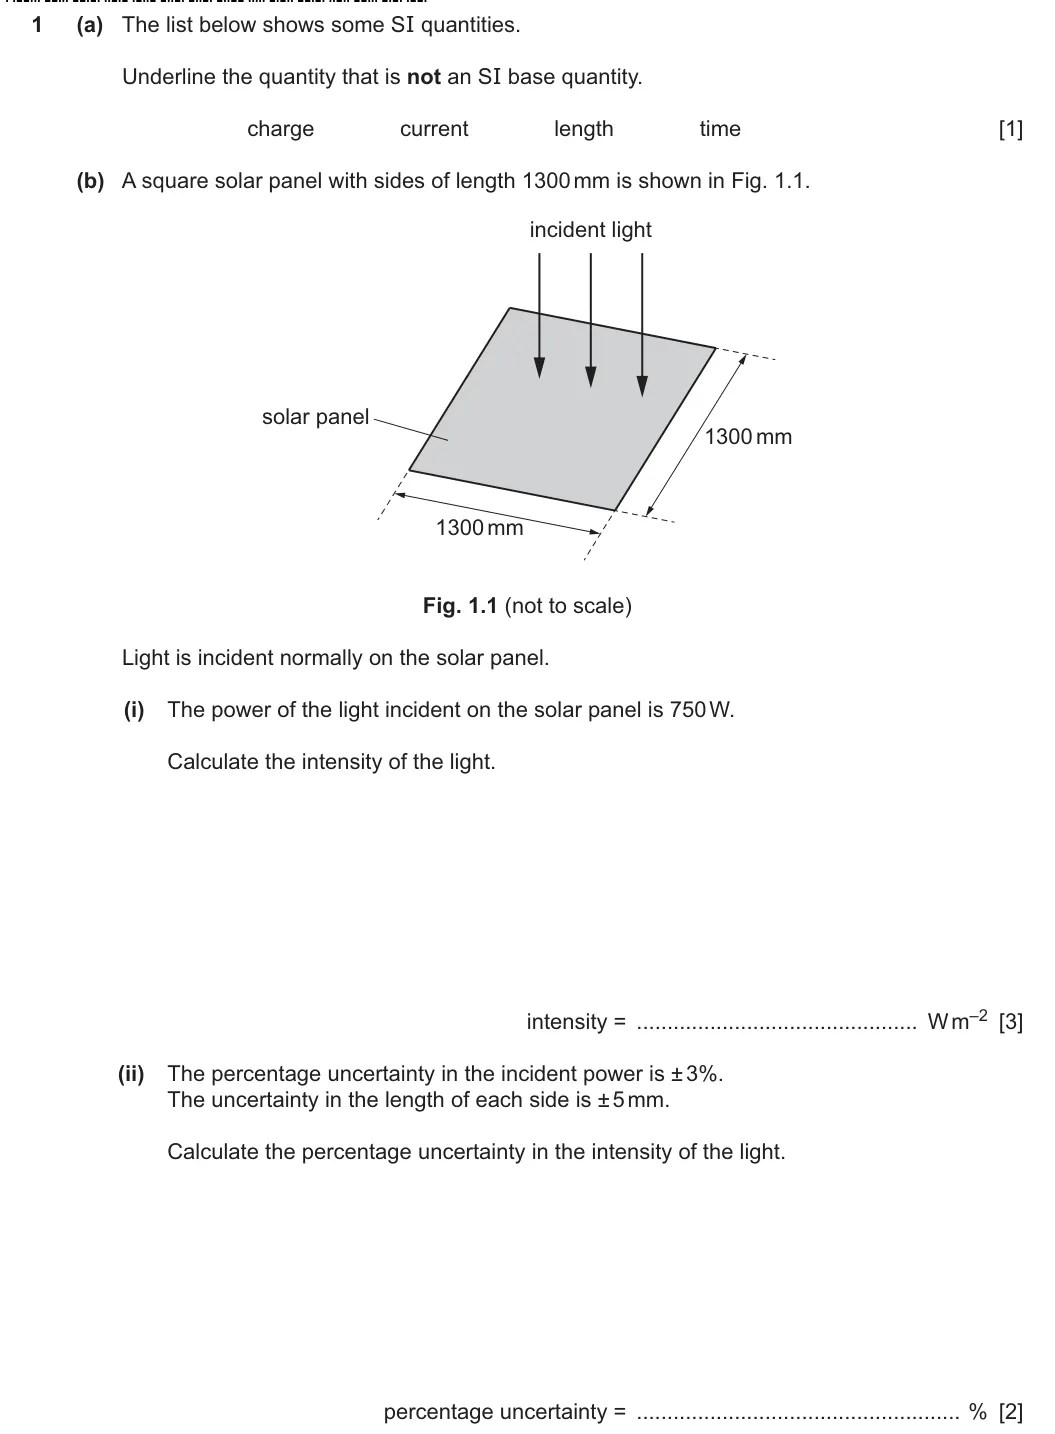 1 (a) The list below shows some SI quantities.
Underline the quantity that is not an SI base quantity.
charge current length time [1]
(b) A square solar panel with sides of length 1300 mm is shown in Fig. 1.1.
incident light
solar panel
1300 mm
1300 mm
Fig. 1.1 (not to scale)
Light is incident normally on the solar panel.
(i) The power of the light incident on the solar panel is 750 W.
Calculate the intensity of the light.
intensity = .............................................. W m⁻² [3]
(ii) The percentage uncertainty in the incident power is ±3%.
The uncertainty in the length of each side is ±5 mm.
Calculate the percentage uncertainty in the intensity of the light.
percentage uncertainty = ..................................................... % [2]